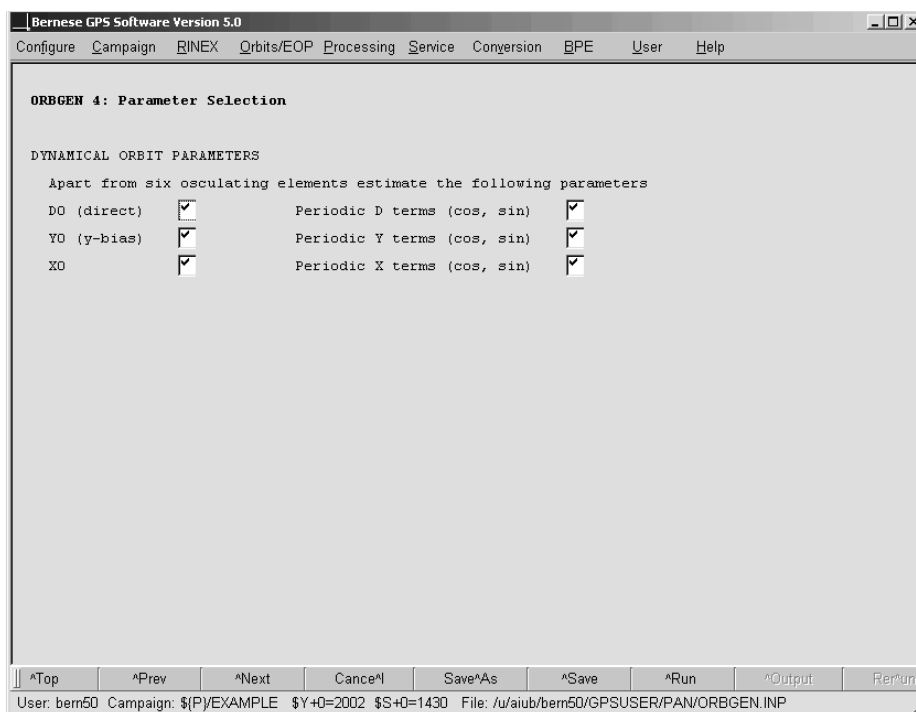 Bernese GPS Software Version 5.0
Configure Campaign RINEX Orbits/EOP Processing Service Conversion BPE User Help
ORBGEN 4: Parameter Selection
DYNAMICAL ORBIT PARAMETERS
Apart from six osculating elements estimate the following parameters
D0 (direct) Periodic D terms (cos, sin)
Y0 (y-bias) Periodic Y terms (cos, sin)
X0 Periodic X terms (cos, sin)
^Top ^Prev ^Next Cance^l Save^As ^Save ^Run ^Output Rer^un
User: bern50 Campaign: ${P}/EXAMPLE $Y+0=2002 $S+0=1430 File: /u/aiub/bern50/GPSUSER/PAN/ORBGEN.INP